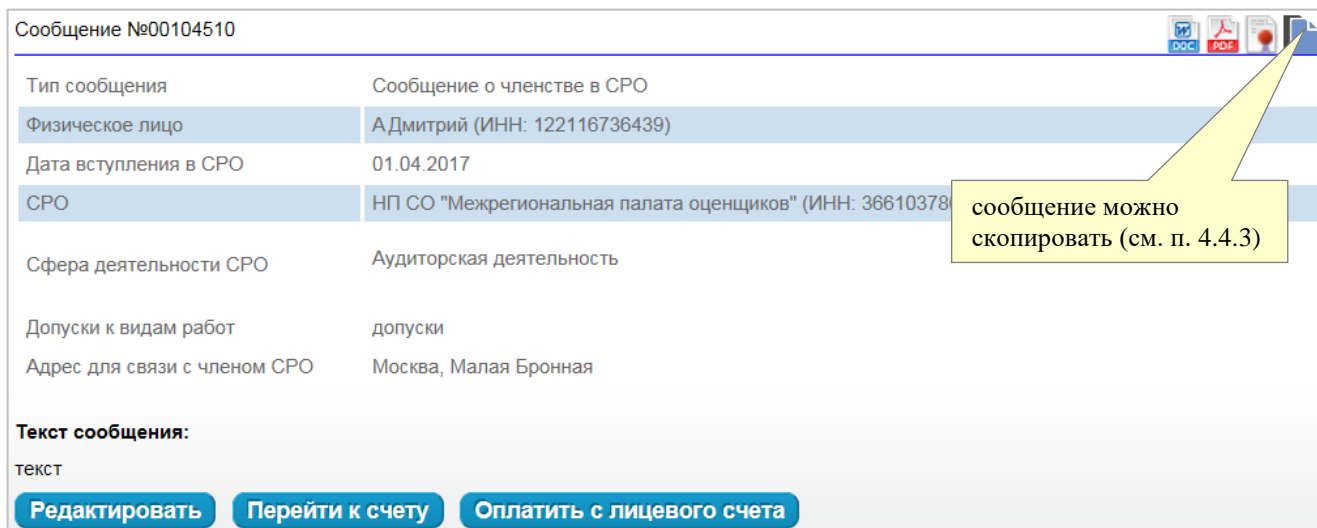 Сообщение №00104510
DOC PDF
Тип сообщения Сообщение о членстве в СРО
Физическое лицо АДмитрий (ИНН: 122116736439)
Дата вступления в СРО 01.04.2017
СРО НП СО "Межрегиональная палата оценщиков" (ИНН:
сообщение можно
скопировать (см. п. 4.4.3)
Сфера деятельности СРО Аудиторская деятельность
Допуски к видам работ допуски
Адрес для связи с членом СРО Москва, Малая Бронная
Текст сообщения:
текст
Редактировать Перейти к счету Оплатить с лицевого счета